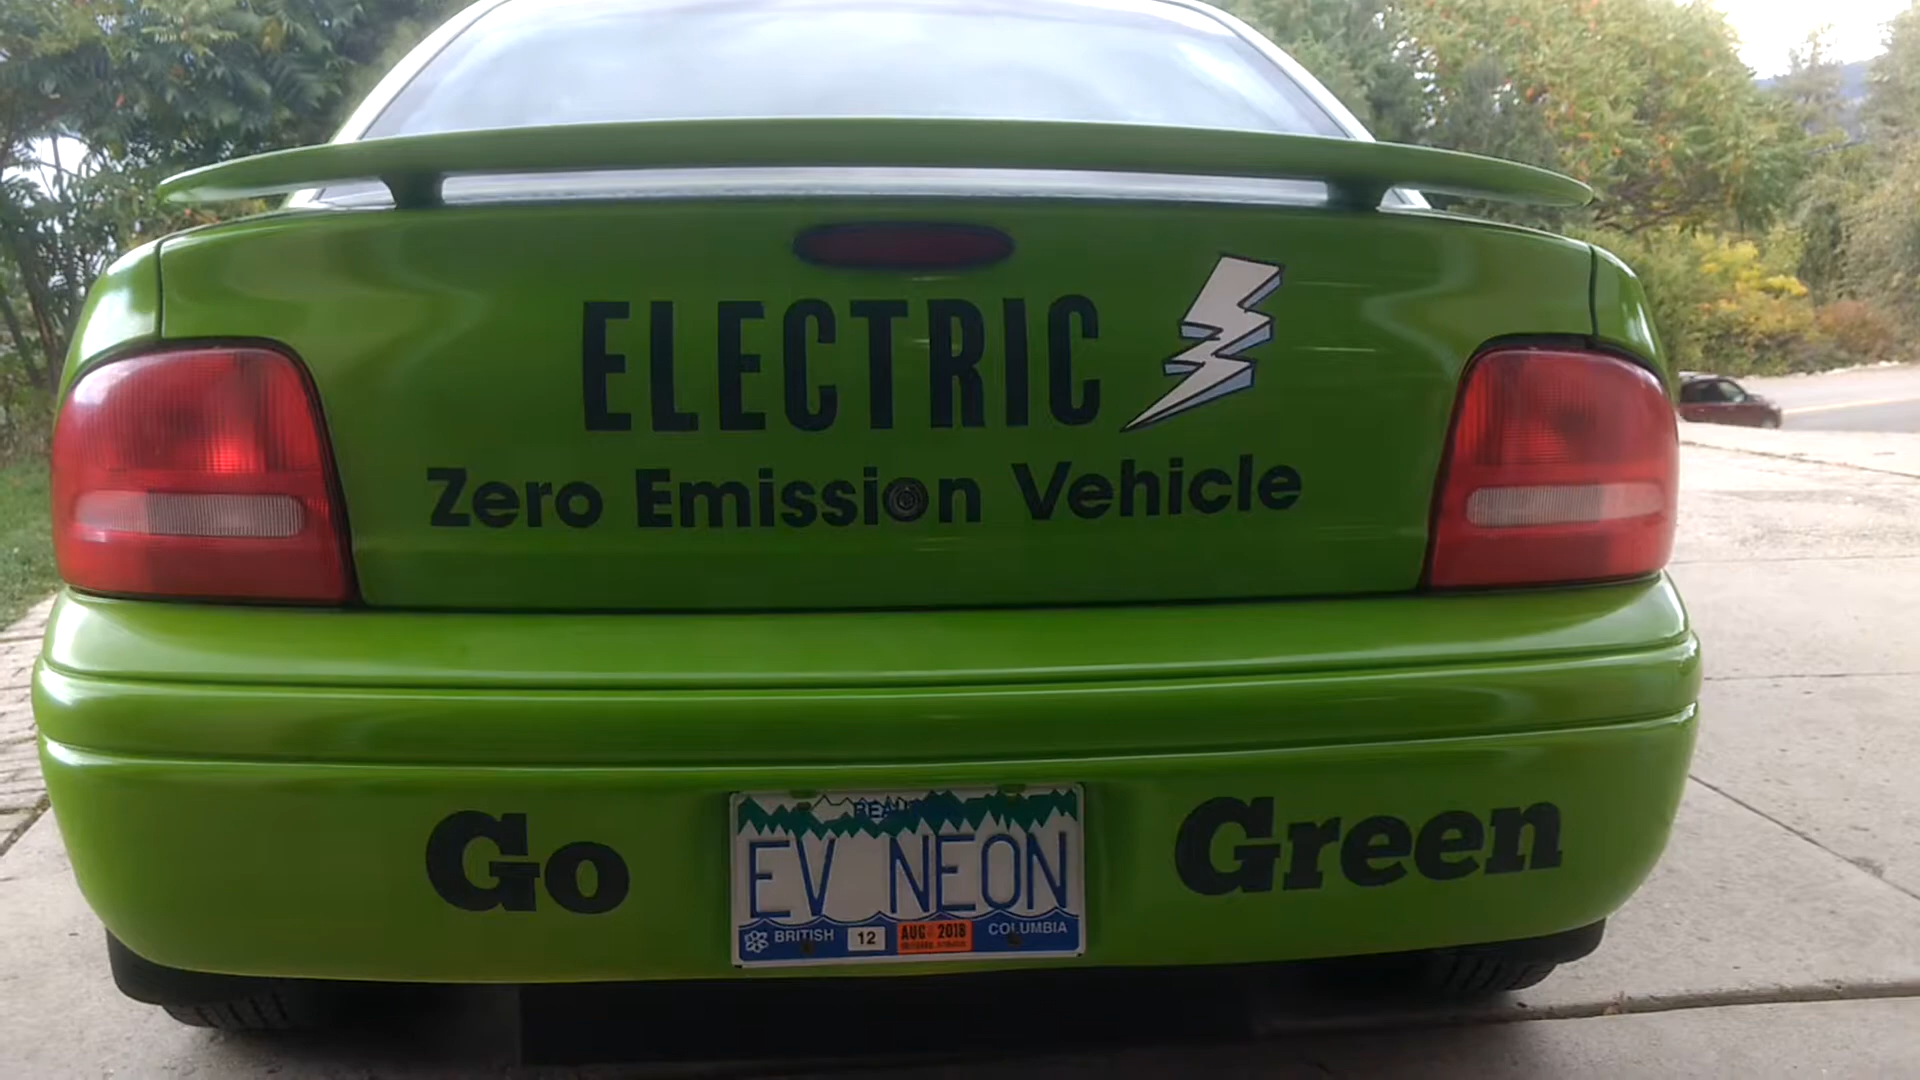 ELECTRIC
Zero Emission Vehicle
Go Green
EV NEON
BRITISH 12 AUG 2018 COLUMBIA